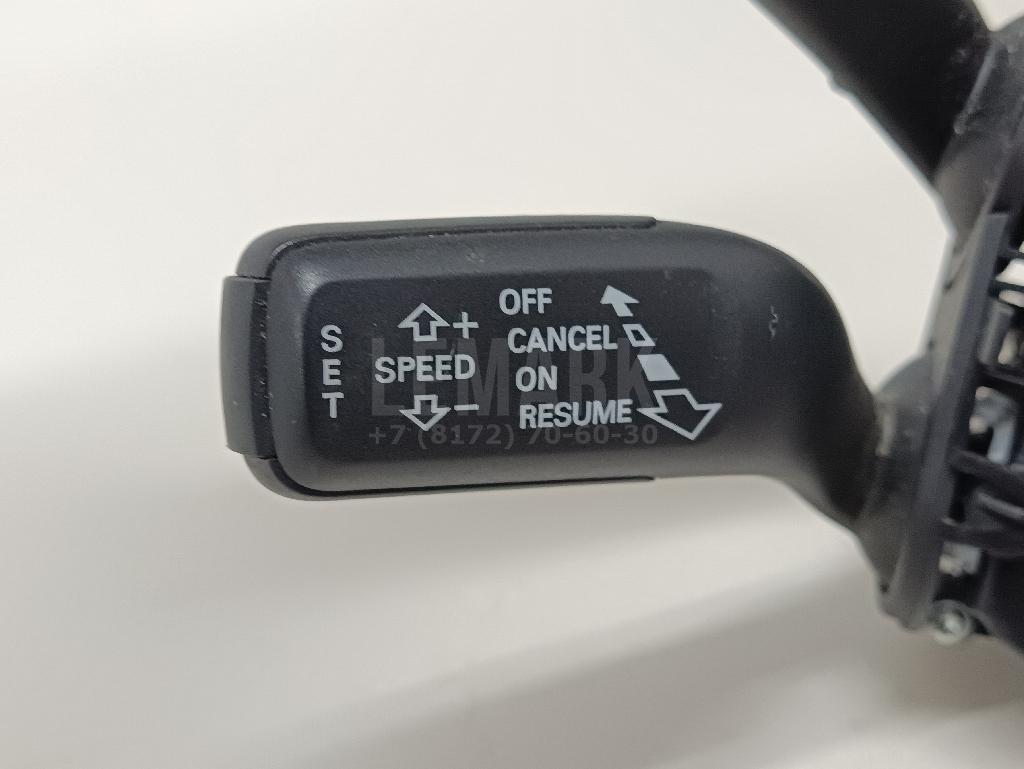 SET
+
SPEED
−
OFF
CANCEL
ON
RESUME
LEMARK
+7 (8172) 70-60-30